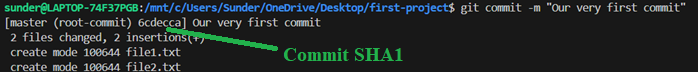 sunder@LAPTOP-74F37PGB:/mnt/c/Users/Sunder/OneDrive/Desktop/first-project$ git commit -m "Our very first commit"
[master (root-commit) 6cdecca] Our very first commit
2 files changed, 2 insertions(+)
create mode 100644 file1.txt
create mode 100644 file2.txt
Commit SHA1